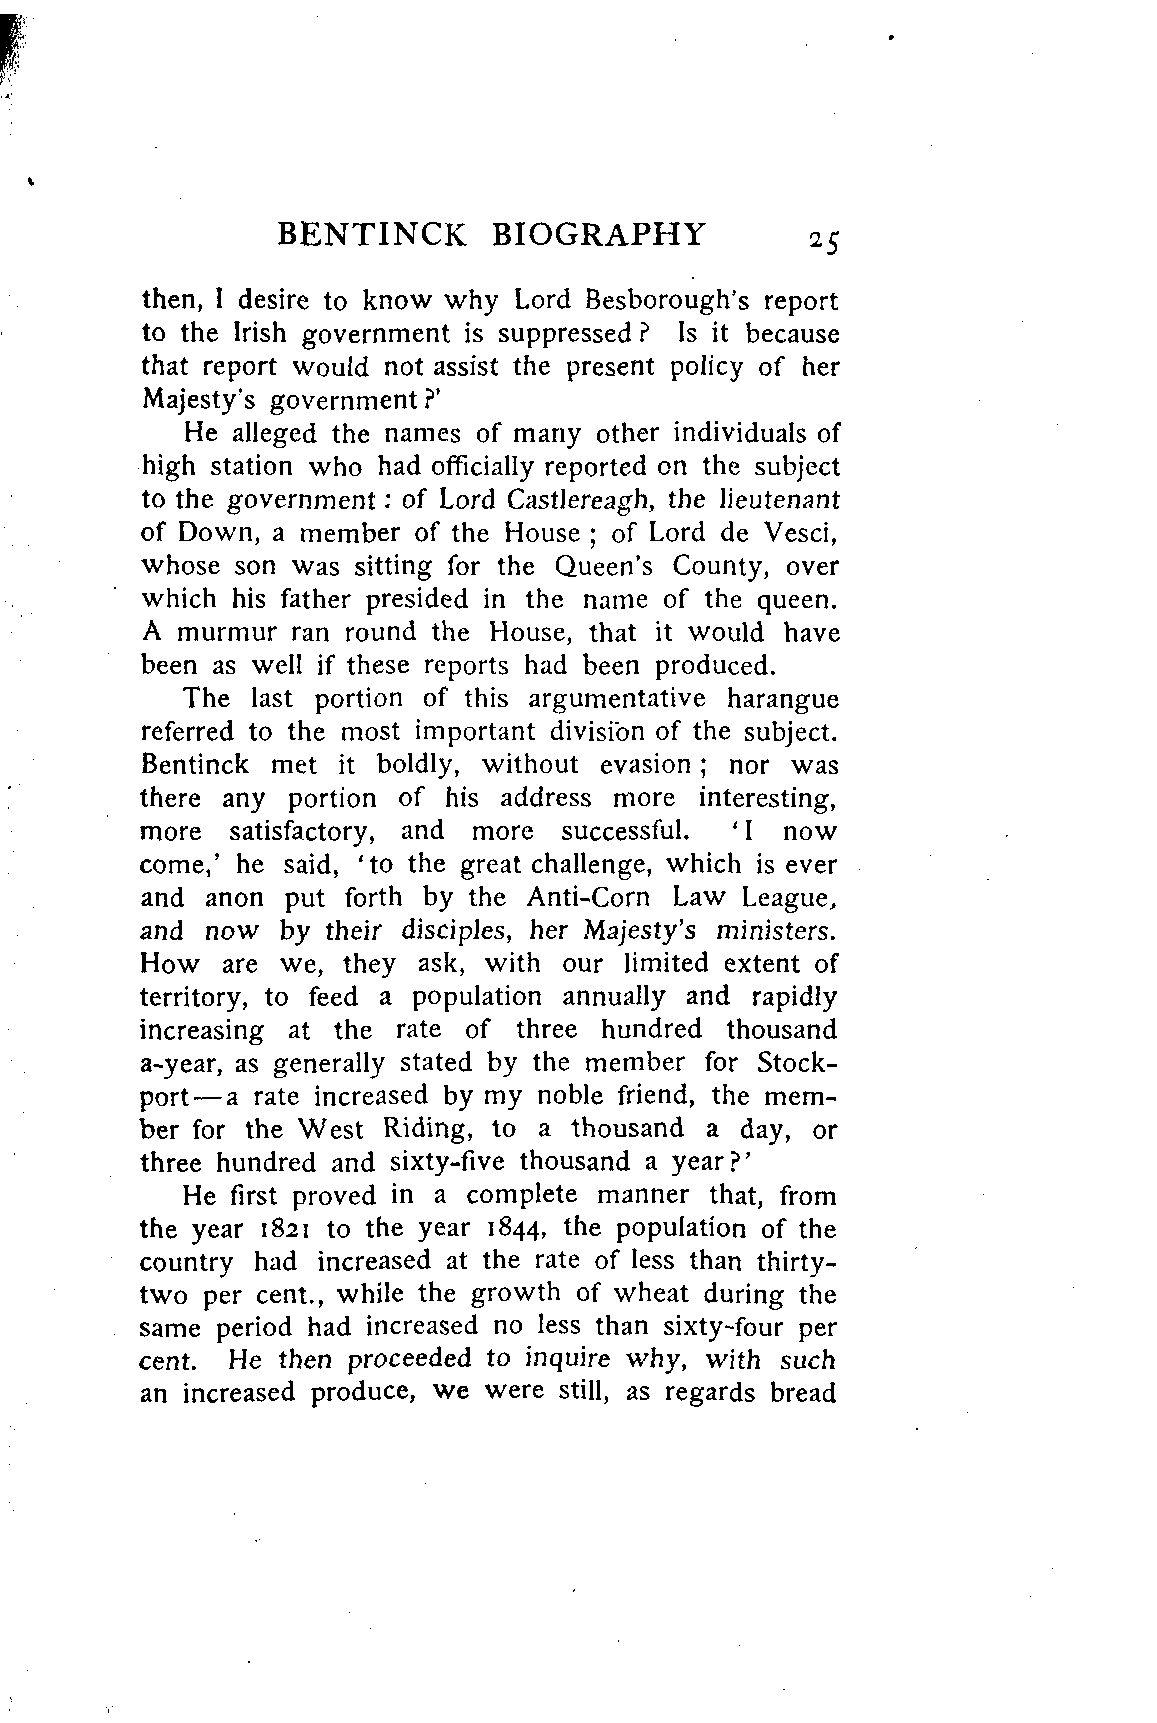 BENTINCK BIOGRAPHY 25
then, I desire to know why Lord Besborough's report
to the Irish government is suppressed? Is it because
that report would not assist the present policy of her
Majesty's government?'
He alleged the names of many other individuals of
high station who had officially reported on the subject
to the government: of Lord Castlereagh, the lieutenant
of Down, a member of the House; of Lord de Vesci,
whose son was sitting for the Queen's County, over
which his father presided in the name of the queen.
A murmur ran round the House, that it would have
been as well if these reports had been produced.
The last portion of this argumentative harangue
referred to the most important division of the subject.
Bentinck met it boldly, without evasion; nor was
there any portion of his address more interesting,
more satisfactory, and more successful. 'I now
come,' he said, 'to the great challenge, which is ever
and anon put forth by the Anti-Corn Law League,
and now by their disciples, her Majesty's ministers.
How are we, they ask, with our limited extent of
territory, to feed a population annually and rapidly
increasing at the rate of three hundred thousand
a-year, as generally stated by the member for Stock-
port—a rate increased by my noble friend, the mem-
ber for the West Riding, to a thousand a day, or
three hundred and sixty-five thousand a year?'
He first proved in a complete manner that, from
the year 1821 to the year 1844, the population of the
country had increased at the rate of less than thirty-
two per cent., while the growth of wheat during the
same period had increased no less than sixty-four per
cent. He then proceeded to inquire why, with such
an increased produce, we were still, as regards bread